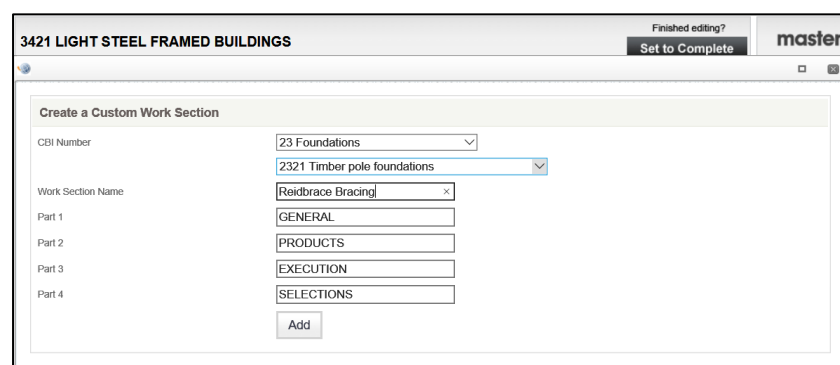 Finished editing?
3421 LIGHT STEEL FRAMED BUILDINGS
Set to Complete
master
Create a Custom Work Section
CBI Number
23 Foundations
2321 Timber pole foundations
Work Section Name
Reidbrace Bracing
Part 1
GENERAL
Part 2
PRODUCTS
Part 3
EXECUTION
Part 4
SELECTIONS
Add